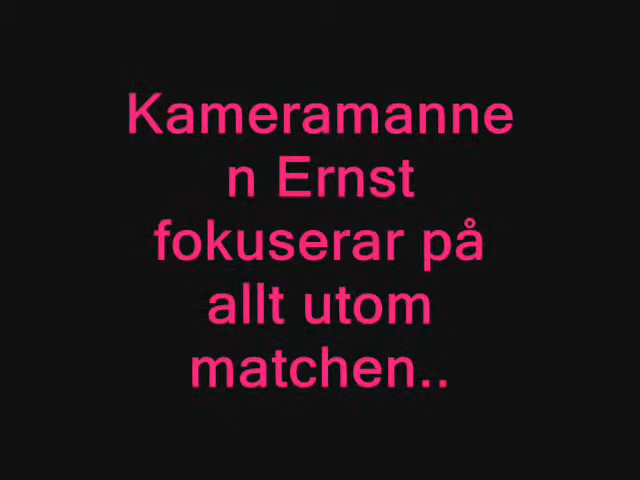 Kameramanne
n Ernst
fokuserar på
allt utom
matchen..